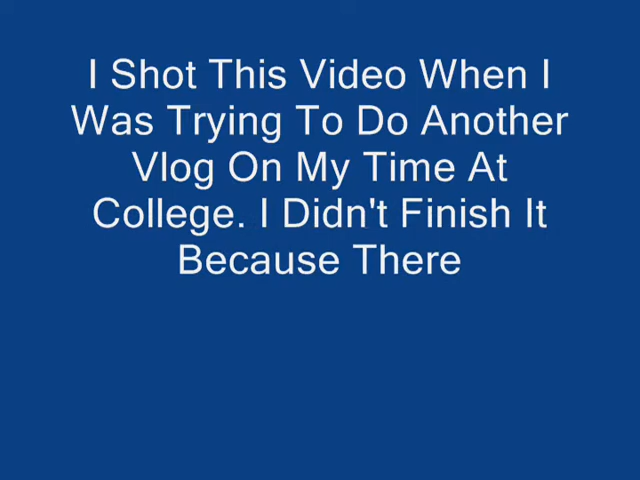 I Shot This Video When I
Was Trying To Do Another
Vlog On My Time At
College. I Didn't Finish It
Because There